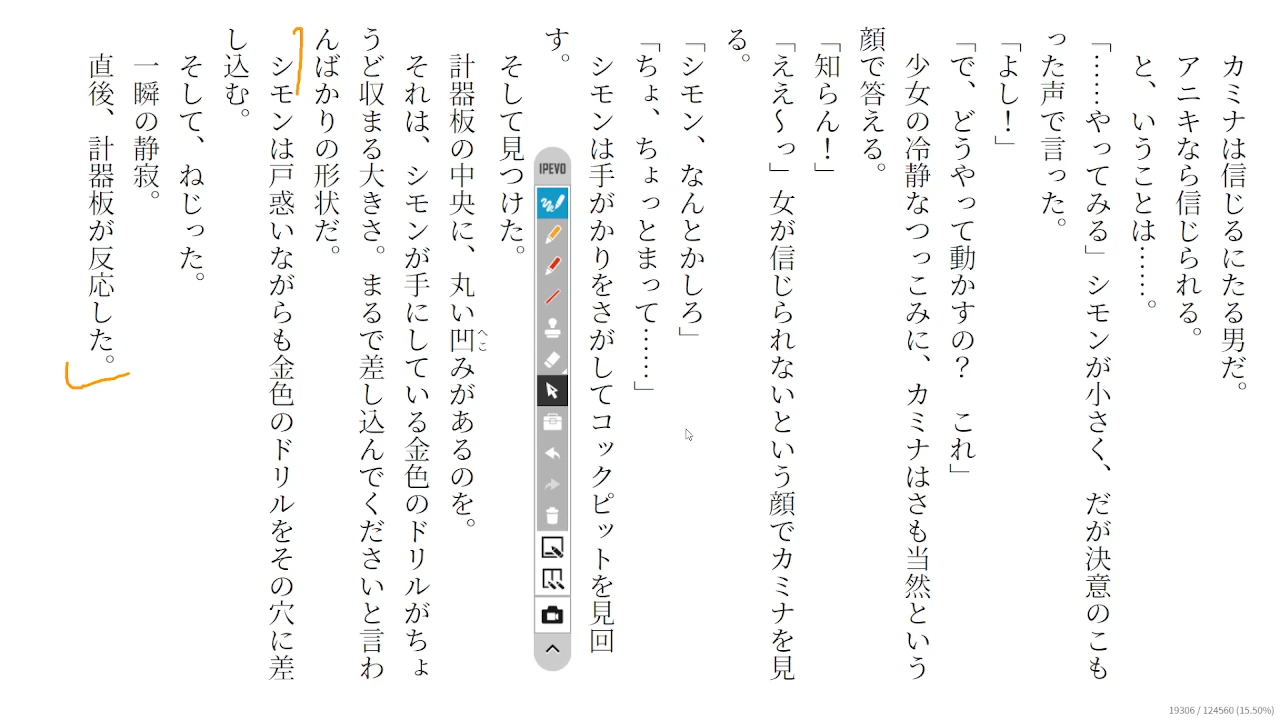 カミナは信じるにたる男だ。
アニキなら信じられる。
と、いうことは……。
「……やってみる」シモンが小さく、だが決意のこも
った声で言った。
「よし！」
「で、どうやって動かすの？　これ」
少女の冷静なつっこみに、カミナはさも当然という
顔で答える。
「知らん！」
「ええ〜っ」女が信じられないという顔でカミナを見
る。
「シモン、なんとかしろ」
「ちょ、ちょっとまって……」
シモンは手がかりをさがしてコックピットを見回
す。
そして見つけた。
計器板の中央に、丸い凹へこみがあるのを。
それは、シモンが手にしている金色のドリルがちょ
うど収まる大きさ。まるで差し込んでくださいと言わ
んばかりの形状だ。
シモンは戸惑いながらも金色のドリルをその穴に差
し込む。
そして、ねじった。
一瞬の静寂。
直後、計器板が反応した。
IPEVO
19306 / 124560 (15.50%)